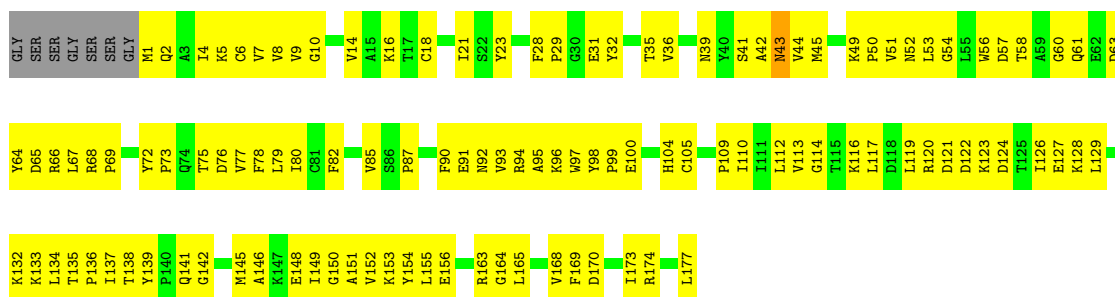 GLY SER SER GLY SER SER GLY M1 Q2 A3 I4 K5 C6 V7 V8 V9 G10 V14 A15 K16 T17 C18 I21 S22 Y23 F28 P29 G30 E31 Y32 T35 V36 N39 Y40 S41 A42 N43 V44 M45 K49 P50 V51 N52 L53 G54 L55 W56 D57 T58 A59 G60 Q61 E62 D63
Y64 D65 R66 L67 R68 P69 Y72 P73 Q74 T75 D76 V77 F78 L79 I80 C81 F82 V85 S86 P87 F90 E91 N92 V93 R94 A95 K96 W97 Y98 P99 E100 H104 C105 P109 I110 I111 L112 V113 G114 T115 K116 L117 D118 L119 R120 D121 D122 K123 D124 T125 I126 E127 K128 L129
K132 K133 L134 T135 P136 I137 T138 Y139 P140 Q141 G142 M145 A146 K147 E148 I149 G150 A151 V152 K153 Y154 L155 E156 R163 G164 L165 V168 F169 D170 I173 R174 L177